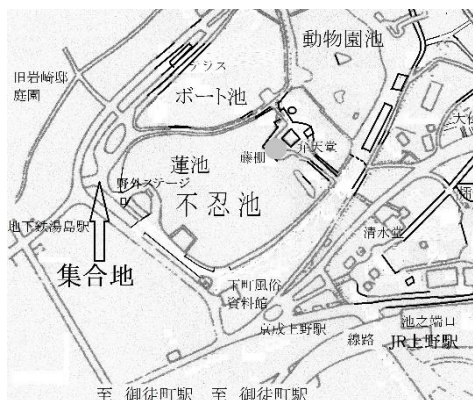 動物園池
旧岩崎邸
庭園
ボート池
弁天堂
藤棚
蓮池
野外ステージ
不忍池
地下鉄湯島駅
清水堂
集合地
下町風俗
資料館
京成上野駅
池之端口
線路
JR上野駅
至 御徒町駅
至 御徒町駅